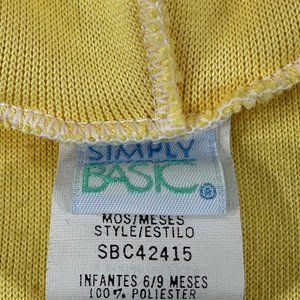 SIMPLY
BASIC
MOS/MESES
STYLE/ESTILO
SBC42415
INFANTES 6/9 MESES
100% POLIESTER